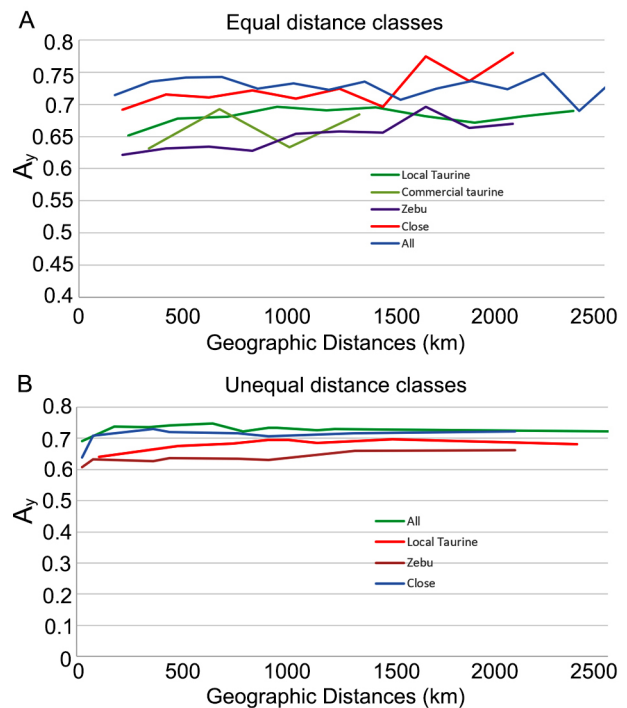 A
Equal distance classes
0.8
0.75
0.7
0.65
0.6
0.55
0.5
0.45
0.4
Ay
Local Taurine
Commercial taurine
Zebu
Close
All
0 500 1000 1500 2000 2500
Geographic Distances (km)
B
Unequal distance classes
0.8
0.7
0.6
0.5
0.4
0.3
0.2
0.1
0
Ay
All
Local Taurine
Zebu
Close
0 500 1000 1500 2000 2500
Geographic Distances (km)